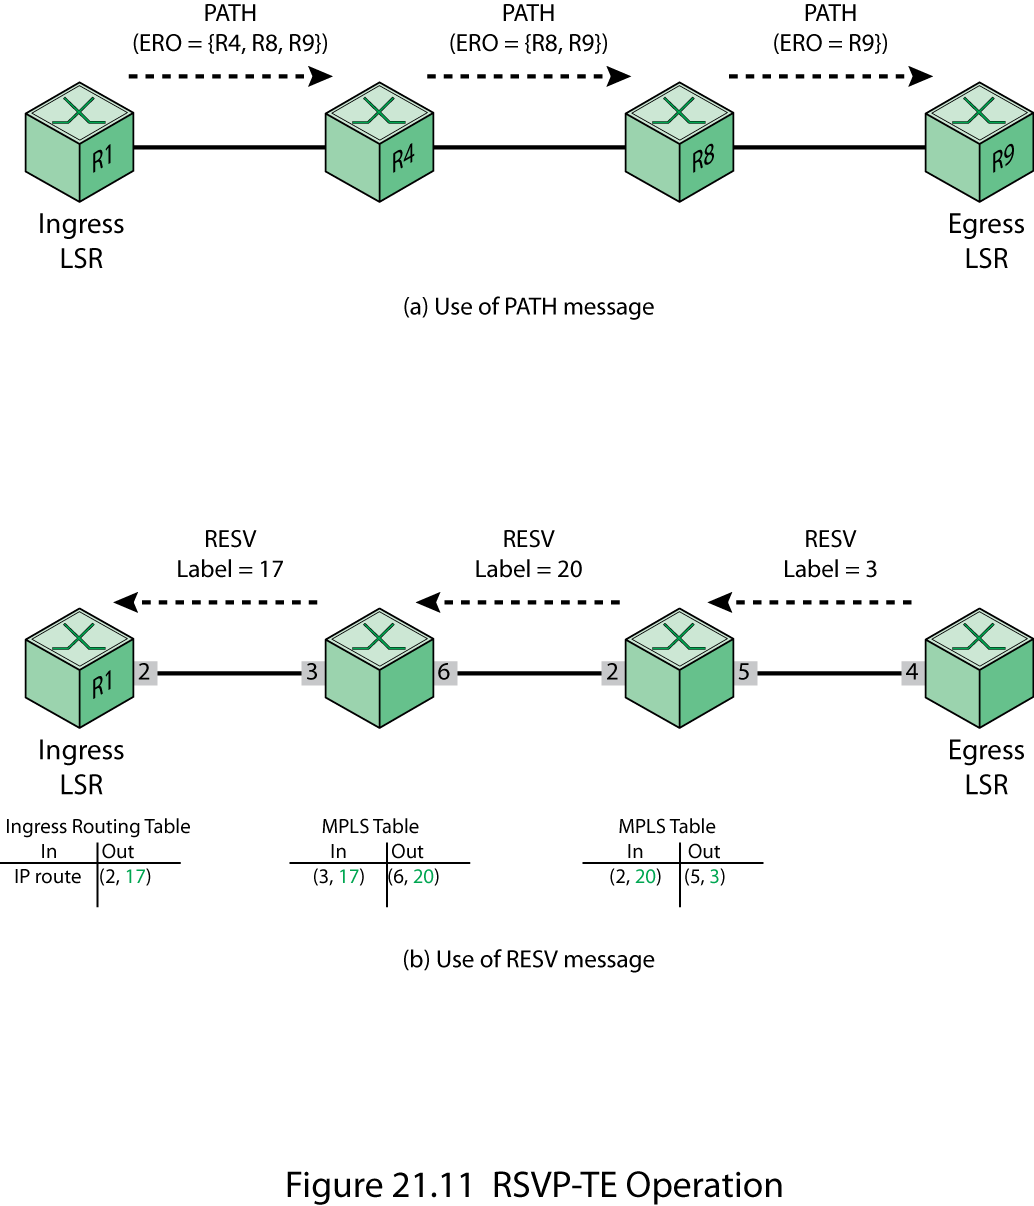 PATH
(ERO = {R4, R8, R9})
PATH
(ERO = {R8, R9})
PATH
(ERO = R9})
R1
R4
R8
R9
Ingress
LSR
Egress
LSR
(a) Use of PATH message
RESV
Label = 17
RESV
Label = 20
RESV
Label = 3
R1
2
3
6
2
5
4
Ingress
LSR
Egress
LSR
Ingress Routing Table
In Out
IP route (2, 17)
MPLS Table
In Out
(3, 17) (6, 20)
MPLS Table
In Out
(2, 20) (5, 3)
(b) Use of RESV message
Figure 21.11 RSVP-TE Operation